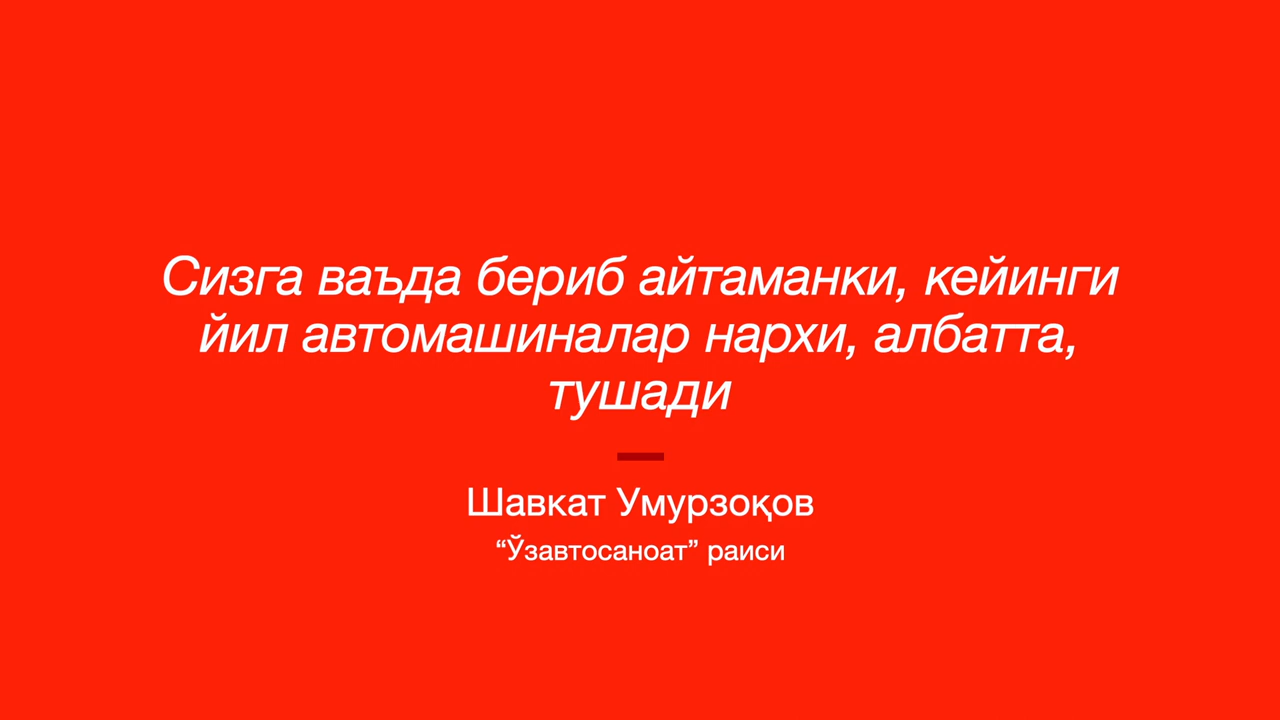 Сизга ваъда бериб айтаманки, кейинги
йил автомашиналар нархи, албатта,
тушади
Шавкат Умурзоқов
“Ўзавтосаноат” раиси